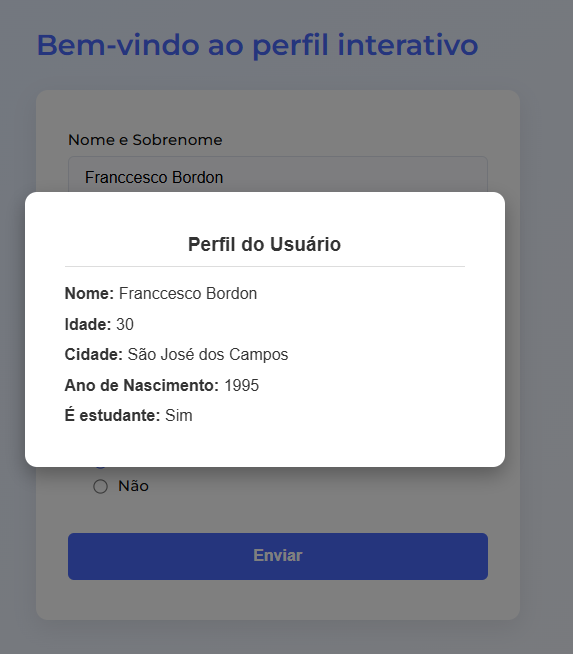 Bem-vindo ao perfil interativo
Nome e Sobrenome
Franccesco Bordon
Perfil do Usuário
Nome: Franccesco Bordon
Idade: 30
Cidade: São José dos Campos
Ano de Nascimento: 1995
É estudante: Sim
Não
Enviar